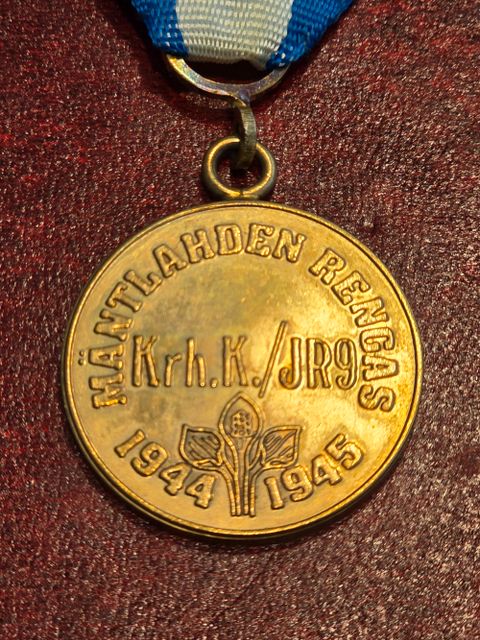 MÄNTLAHDEN RENGAS
Krh.K./JR9
1944 1945